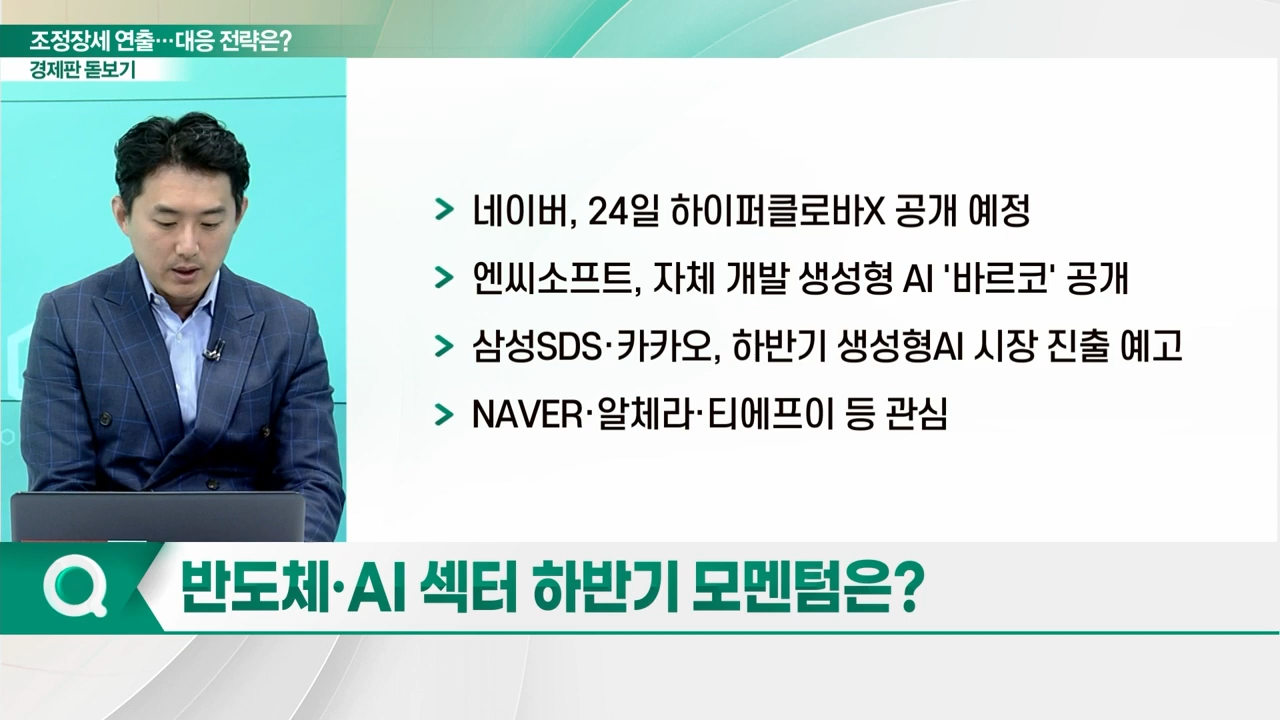 조정장세 연출…대응 전략은?
경제판 돋보기
> 네이버, 24일 하이퍼클로바X 공개 예정
> 엔씨소프트, 자체 개발 생성형 AI '바르코' 공개
> 삼성SDS·카카오, 하반기 생성형AI 시장 진출 예고
> NAVER·알체라·티에프이 등 관심
반도체·AI 섹터 하반기 모멘텀은?